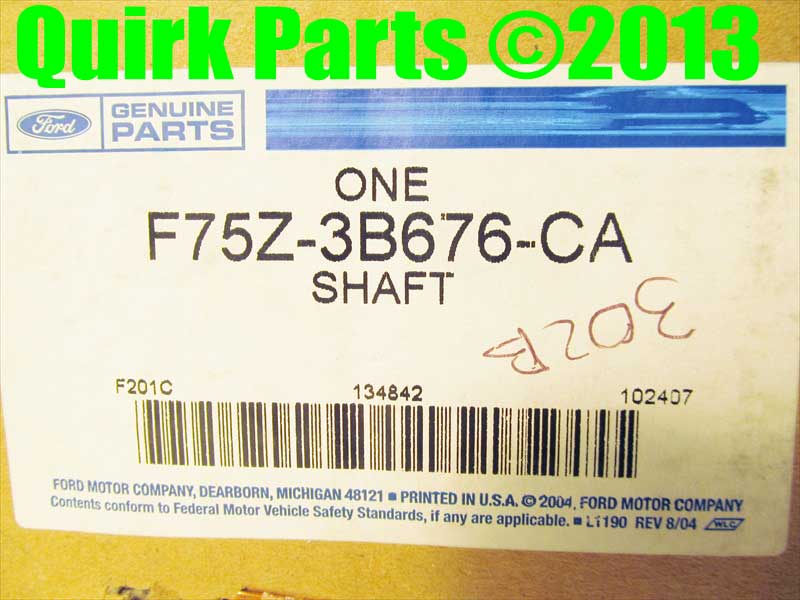 Quirk Parts ©2013
Ford
GENUINE
PARTS
ONE
F75Z-3B676-CA
SHAFT
302B
F201C 134842 102407
FORD MOTOR COMPANY, DEARBORN, MICHIGAN 48121 ■ PRINTED IN U.S.A. © 2004, FORD MOTOR COMPANY
Contents conform to Federal Motor Vehicle Safety Standards, if any are applicable. ■ L1190 REV 8/04 WLC